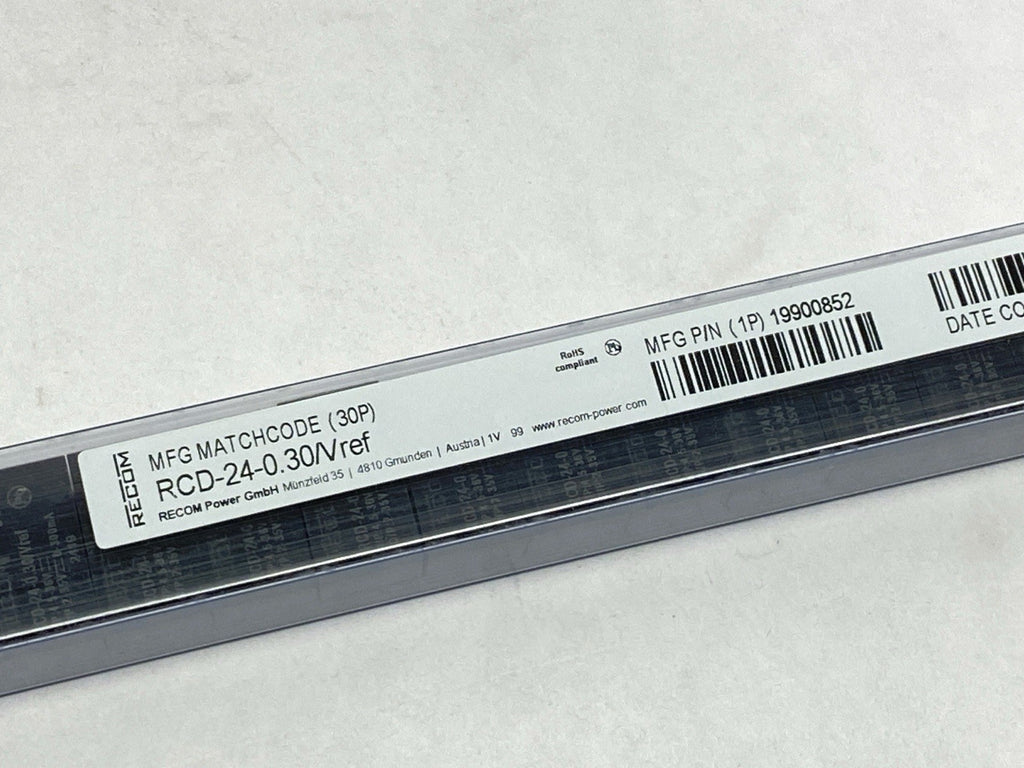 RECOM
MFG MATCHCODE (30P)
RCD-24-0.30/Vref
RECOM Power GmbH Münzfeld 35 | 4810 Gmunden | Austria | 1V 99 www.recom-power.com
RoHS
compliant
Pb
MFG P/N (1P) 19900852
DATE CO